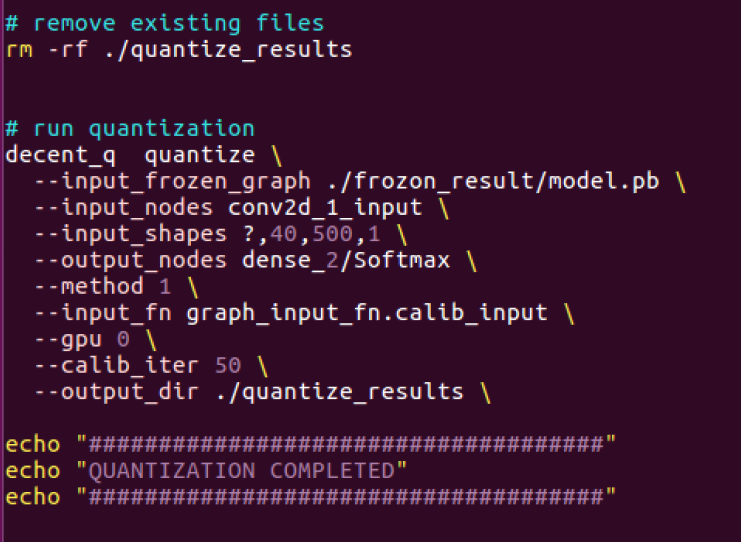 # remove existing files
rm -rf ./quantize_results
# run quantization
decent_q  quantize \
  --input_frozen_graph ./frozon_result/model.pb \
  --input_nodes conv2d_1_input \
  --input_shapes ?,40,500,1 \
  --output_nodes dense_2/Softmax \
  --method 1 \
  --input_fn graph_input_fn.calib_input \
  --gpu 0 \
  --calib_iter 50 \
  --output_dir ./quantize_results \
echo "#####################################"
echo "QUANTIZATION COMPLETED"
echo "#####################################"